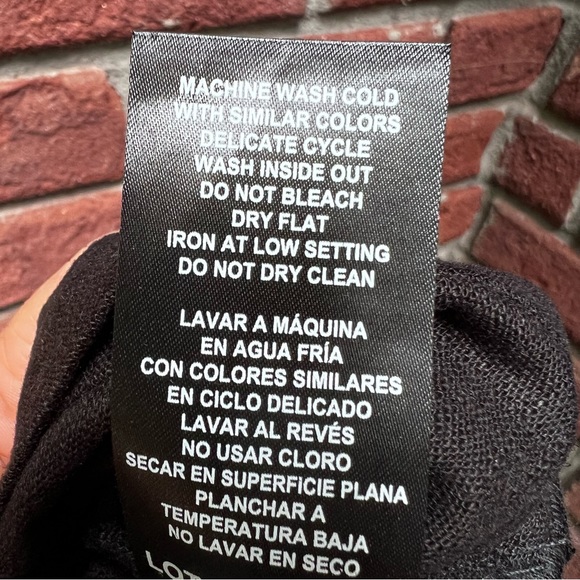 MACHINE WASH COLD
WITH SIMILAR COLORS
DELICATE CYCLE
WASH INSIDE OUT
DO NOT BLEACH
DRY FLAT
IRON AT LOW SETTING
DO NOT DRY CLEAN
LAVAR A MÁQUINA
EN AGUA FRÍA
CON COLORES SIMILARES
EN CICLO DELICADO
LAVAR AL REVÉS
NO USAR CLORO
SECAR EN SUPERFICIE PLANA
PLANCHAR A
TEMPERATURA BAJA
NO LAVAR EN SECO